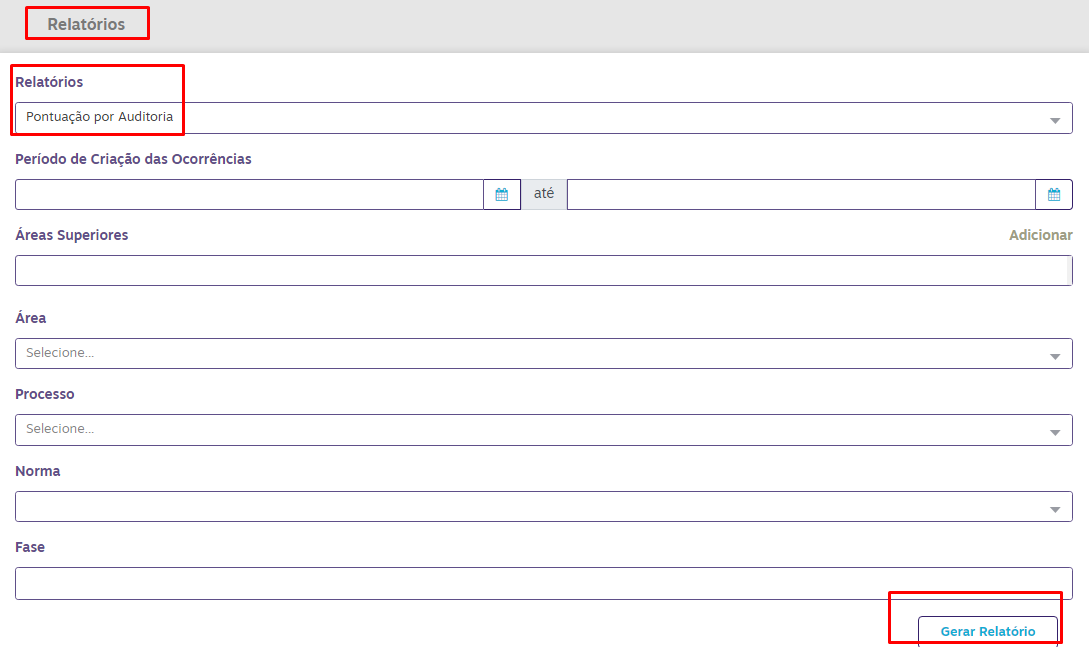 Relatórios
Relatórios
Pontuação por Auditoria
Período de Criação das Ocorrências
até
Áreas Superiores
Adicionar
Área
Selecione...
Processo
Selecione...
Norma
Fase
Gerar Relatório